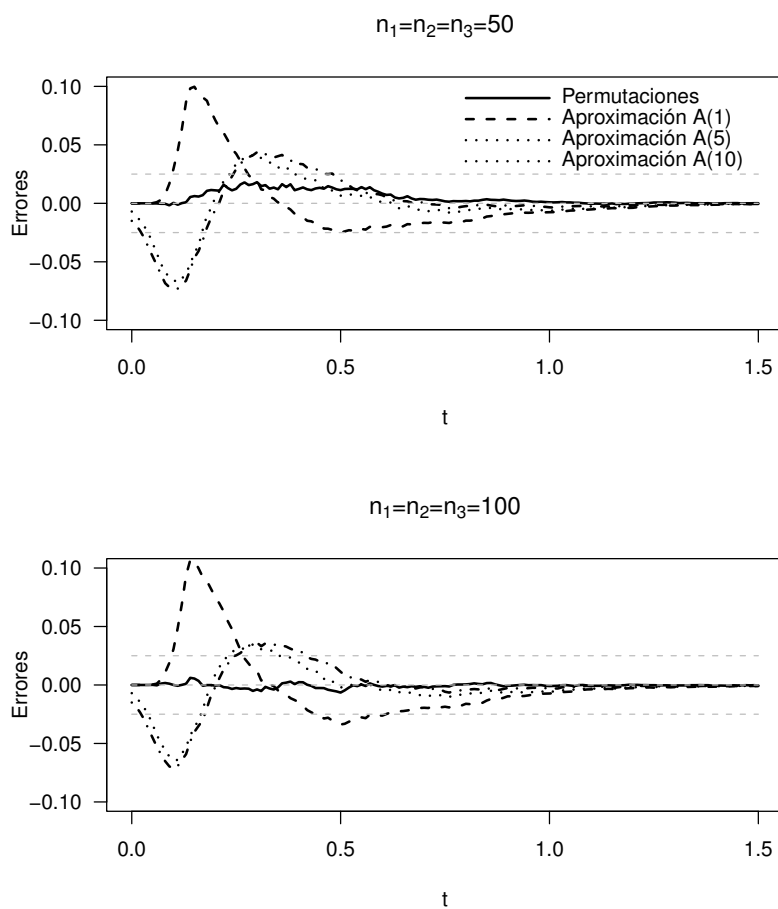 n₁=n₂=n₃=50
Errores
0.10
0.05
0.00
−0.05
−0.10
Permutaciones
Aproximación A(1)
Aproximación A(5)
Aproximación A(10)
0.0 0.5 1.0 1.5
t
n₁=n₂=n₃=100
Errores
0.10
0.05
0.00
−0.05
−0.10
0.0 0.5 1.0 1.5
t